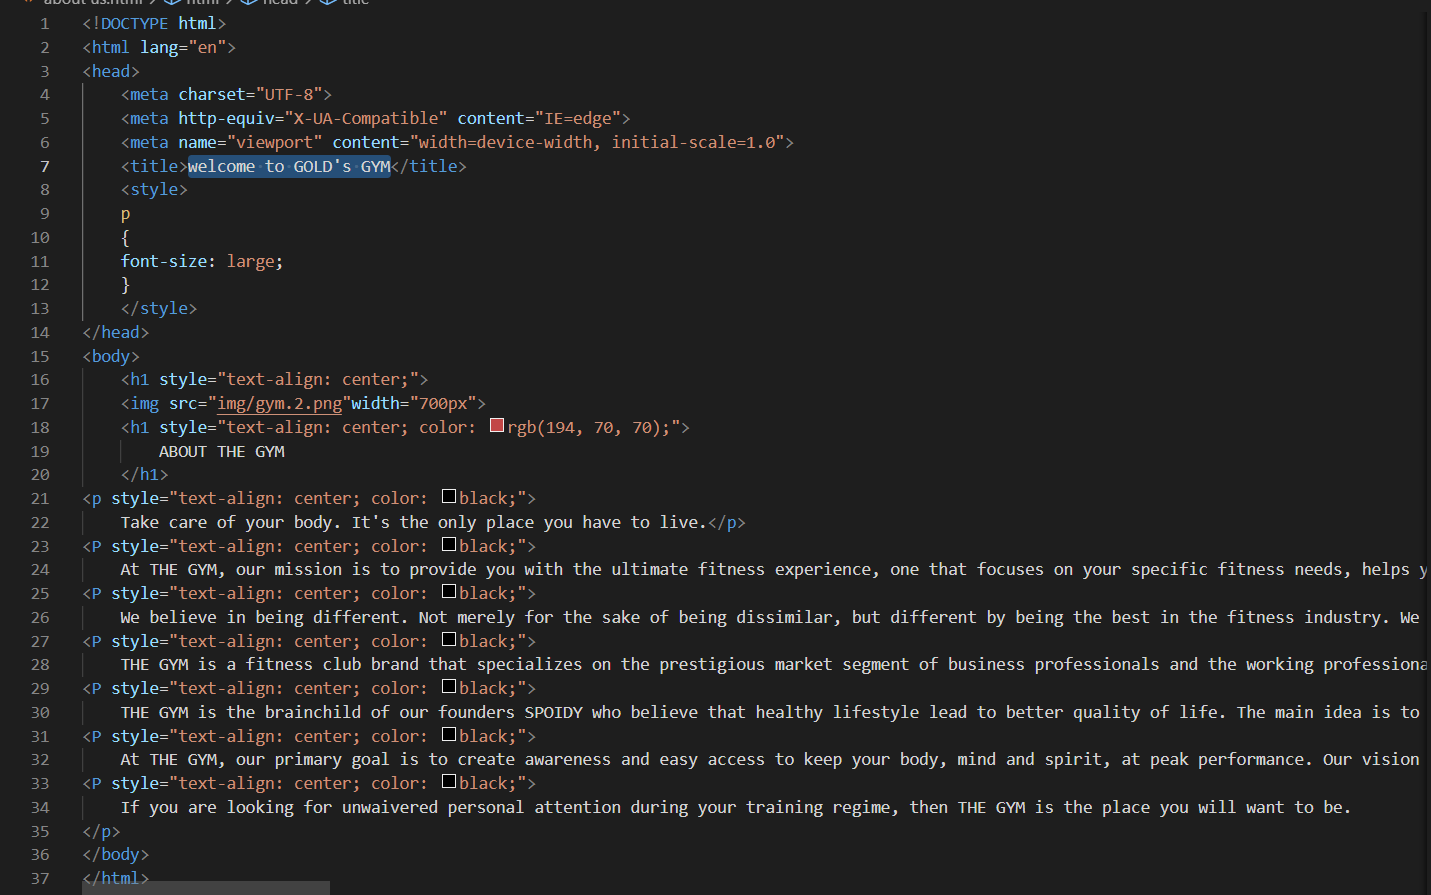 about us.html > html > head > title
1 <!DOCTYPE html>
2 <html lang="en">
3 <head>
4 <meta charset="UTF-8">
5 <meta http-equiv="X-UA-Compatible" content="IE=edge">
6 <meta name="viewport" content="width=device-width, initial-scale=1.0">
7 <title>welcome to GOLD's GYM</title>
8 <style>
9 p
10 {
11 font-size: large;
12 }
13 </style>
14 </head>
15 <body>
16 <h1 style="text-align: center;">
17 <img src="img/gym.2.png"width="700px">
18 <h1 style="text-align: center; color: rgb(194, 70, 70);">
19 ABOUT THE GYM
20 </h1>
21 <p style="text-align: center; color: black;">
22 Take care of your body. It's the only place you have to live.</p>
23 <P style="text-align: center; color: black;">
24 At THE GYM, our mission is to provide you with the ultimate fitness experience, one that focuses on your specific fitness needs, helps y
25 <P style="text-align: center; color: black;">
26 We believe in being different. Not merely for the sake of being dissimilar, but different by being the best in the fitness industry. We
27 <P style="text-align: center; color: black;">
28 THE GYM is a fitness club brand that specializes on the prestigious market segment of business professionals and the working professiona
29 <P style="text-align: center; color: black;">
30 THE GYM is the brainchild of our founders SPOIDY who believe that healthy lifestyle lead to better quality of life. The main idea is to
31 <P style="text-align: center; color: black;">
32 At THE GYM, our primary goal is to create awareness and easy access to keep your body, mind and spirit, at peak performance. Our vision
33 <P style="text-align: center; color: black;">
34 If you are looking for unwaivered personal attention during your training regime, then THE GYM is the place you will want to be.
35 </p>
36 </body>
37 </html>